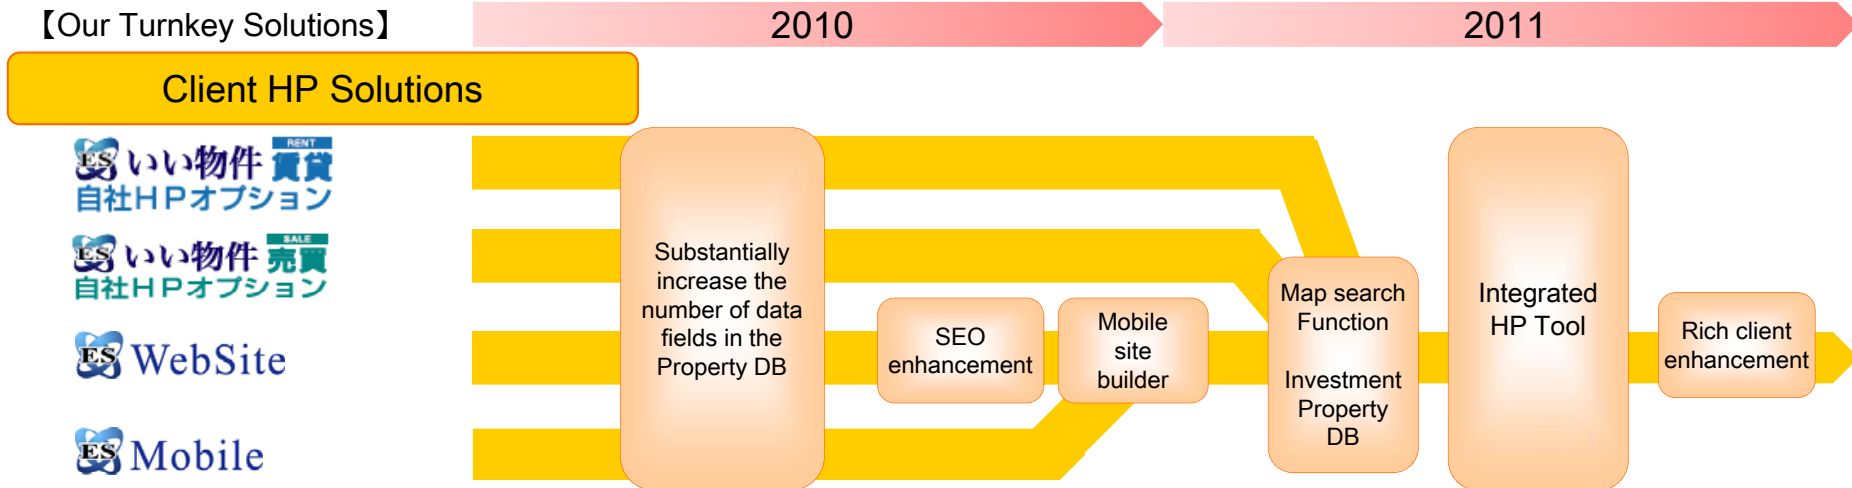 【Our Turnkey Solutions】
2010
2011
Client HP Solutions
ES いい物件 RENT 賃貸
自社HPオプション
ES いい物件 SALE 売買
自社HPオプション
ES WebSite
ES Mobile
Substantially
increase the
number of data
fields in the
Property DB
SEO
enhancement
Mobile
site
builder
Map search
Function
Investment
Property
DB
Integrated
HP Tool
Rich client
enhancement